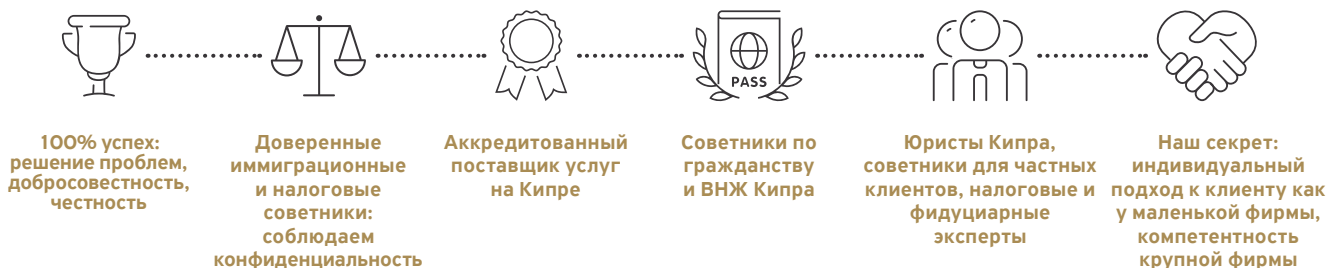 PASS
100% успех:
решение проблем,
добросовестность,
честность
Доверенные
иммиграционные
и налоговые
советники:
соблюдаем
конфиденциальность
Аккредитованный
поставщик услуг
на Кипре
Советники по
гражданству
и ВНЖ Кипра
Юристы Кипра,
советники для частных
клиентов, налоговые и
фидуциарные
эксперты
Наш секрет:
индивидуальный
подход к клиенту как
у маленькой фирмы,
компетентность
крупной фирмы